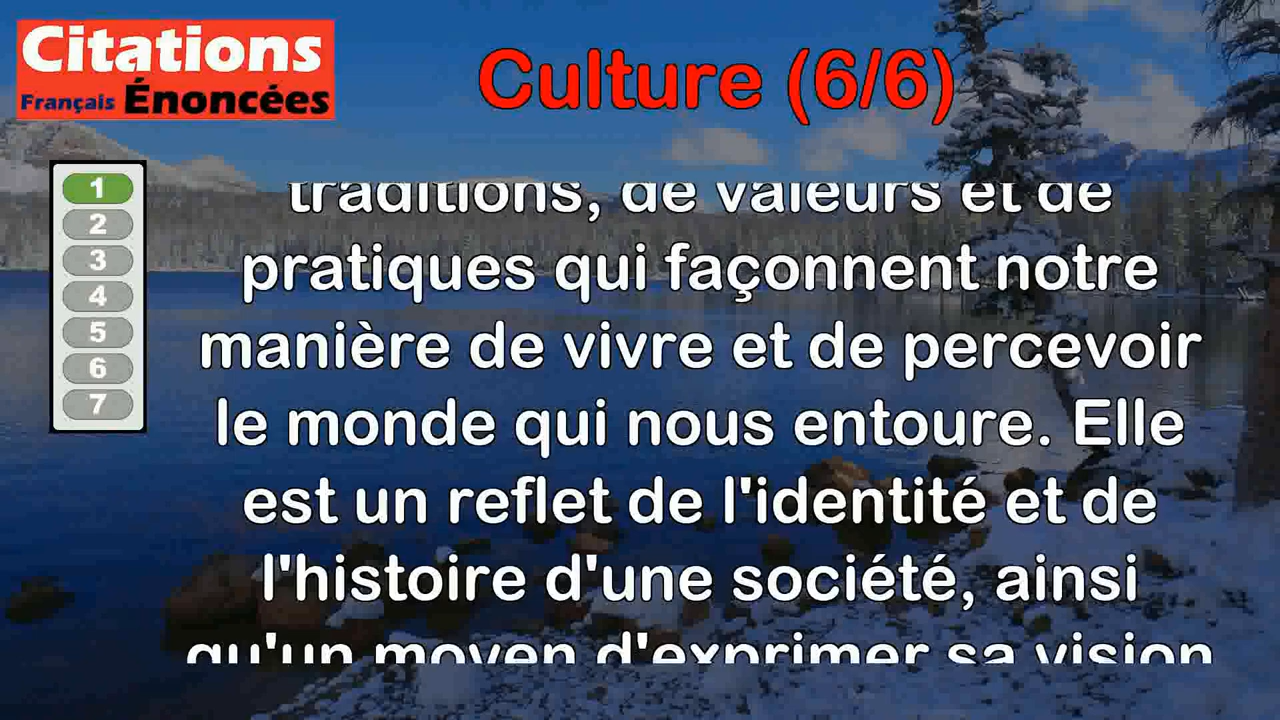 Citations
Français Énoncées
Culture (6/6)
1
2
3
4
5
6
7
traditions, de valeurs et de
pratiques qui façonnent notre
manière de vivre et de percevoir
le monde qui nous entoure. Elle
est un reflet de l'identité et de
l'histoire d'une société, ainsi
qu'un moyen d'exprimer sa vision